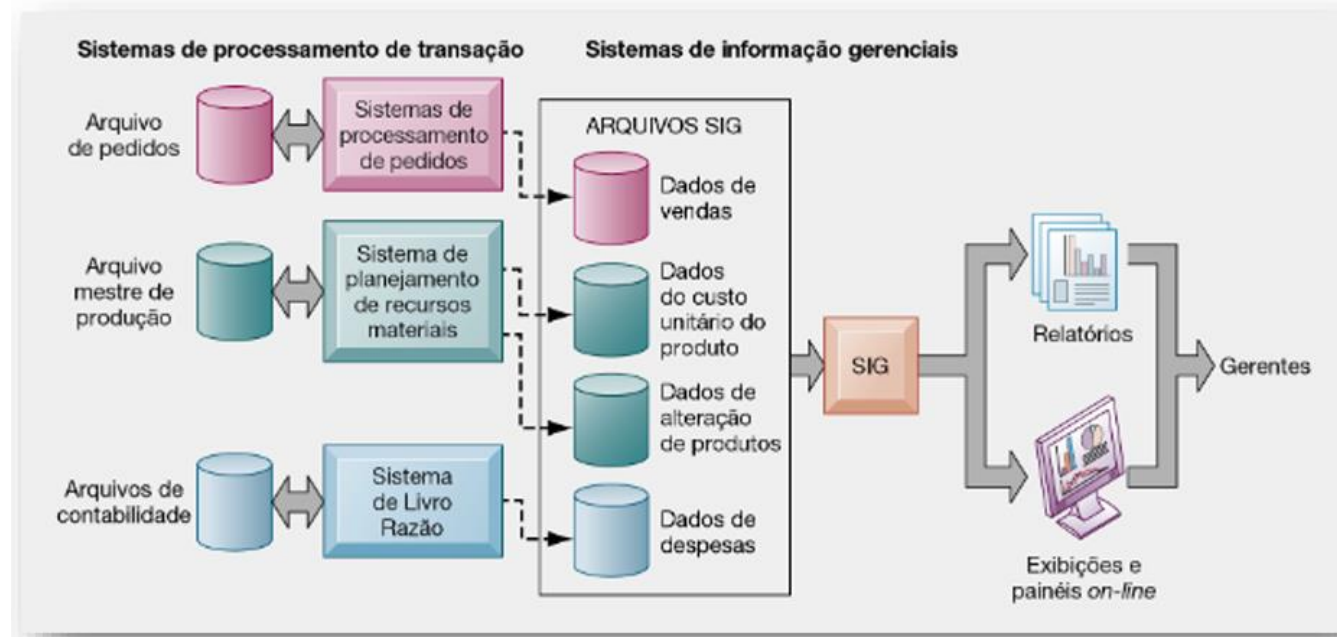 Sistemas de processamento de transação
Sistemas de informação gerenciais
Arquivo
de pedidos
Sistemas de
processamento
de pedidos
Arquivo
mestre de
produção
Sistema de
planejamento
de recursos
materiais
Arquivos de
contabilidade
Sistema
de Livro
Razão
ARQUIVOS SIG
Dados de
vendas
Dados
do custo
unitário do
produto
Dados de
alteração
de produtos
Dados de
despesas
SIG
Relatórios
Exibições e
painéis on-line
Gerentes